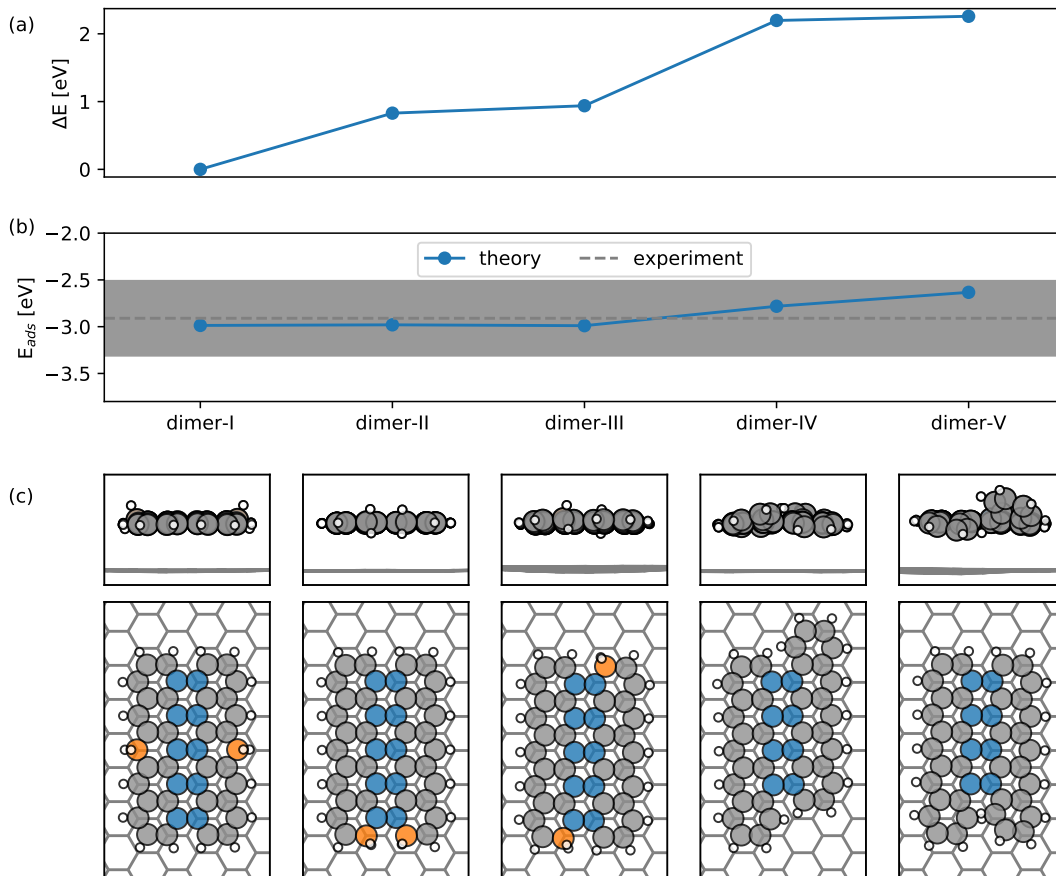 (a)
ΔE [eV]
2
1
0
(b)
E_ads [eV]
−2.0
−2.5
−3.0
−3.5
theory
experiment
dimer-I
dimer-II
dimer-III
dimer-IV
dimer-V
(c)